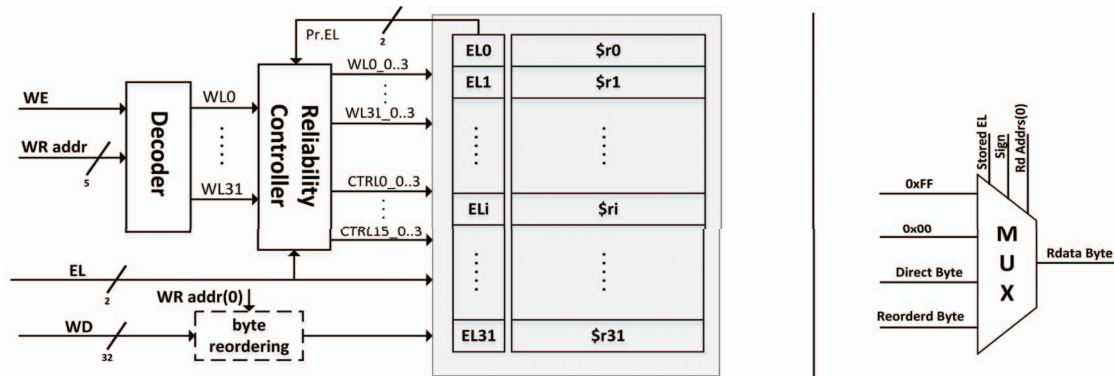 Pr.EL
2
EL0
$r0
EL1
$r1
WE
WR addr
5
Decoder
WL0
WL31
Reliability
Controller
WL0_0..3
WL31_0..3
CTRL0_0..3
CTRL15_0..3
ELi
$ri
EL
2
WR addr(0)
WD
32
byte
reordering
EL31
$r31
Stored EL
Sign
Rd Addrs(0)
0xFF
0x00
Direct Byte
Reorderd Byte
MUX
Rdata Byte